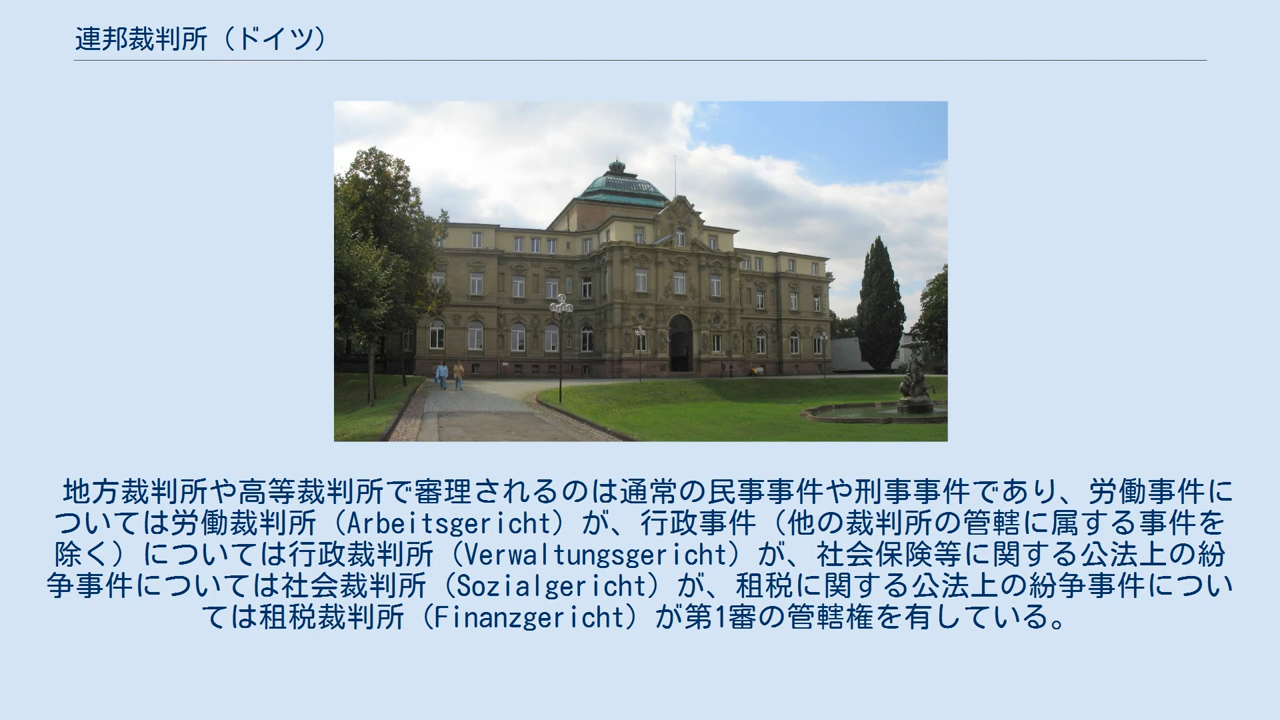 連邦裁判所（ドイツ）
地方裁判所や高等裁判所で審理されるのは通常の民事事件や刑事事件であり、労働事件に
ついては労働裁判所（Arbeitsgericht）が、行政事件（他の裁判所の管轄に属する事件を
除く）については行政裁判所（Verwaltungsgericht）が、社会保険等に関する公法上の紛
争事件については社会裁判所（Sozialgericht）が、租税に関する公法上の紛争事件につい
ては租税裁判所（Finanzgericht）が第1審の管轄権を有している。